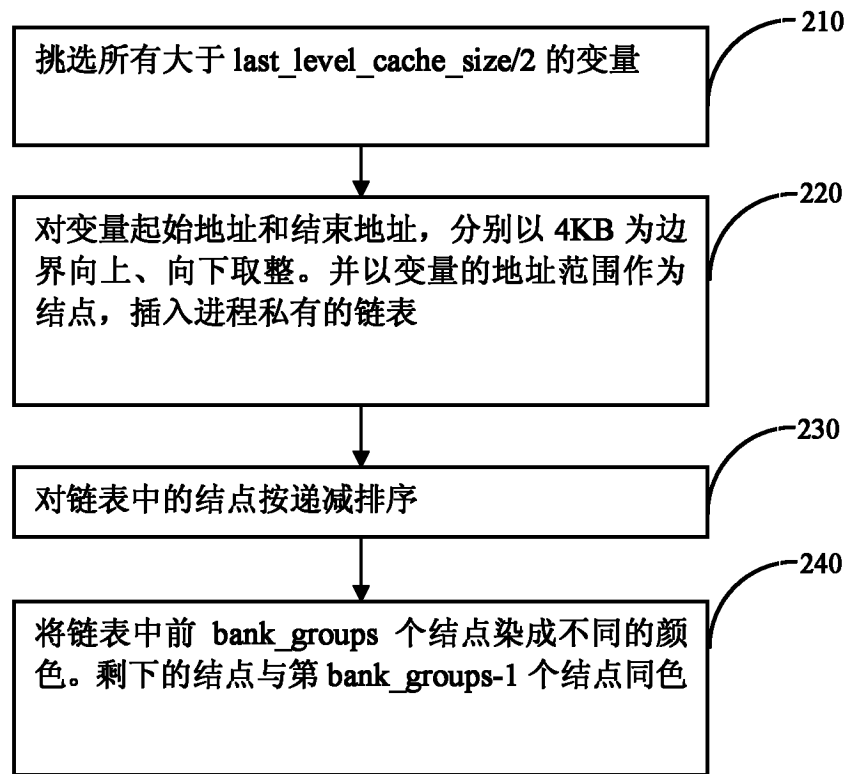 210
挑选所有大于 last_level_cache_size/2 的变量
220
对变量起始地址和结束地址，分别以 4KB 为边
界向上、向下取整。并以变量的地址范围作为
结点，插入进程私有的链表
230
对链表中的结点按递减排序
240
将链表中前 bank_groups 个结点染成不同的颜
色。剩下的结点与第 bank_groups-1 个结点同色